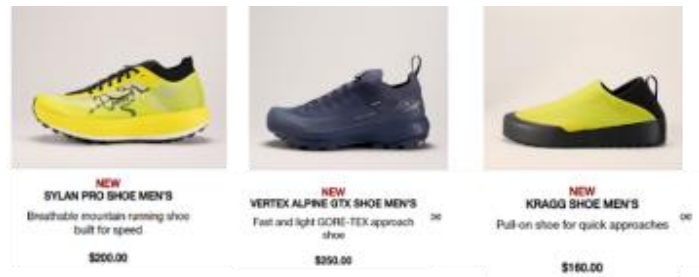 NEW
SYLAN PRO SHOE MEN'S
Breathable mountain running shoe
built for speed
$200.00
NEW
VERTEX ALPINE GTX SHOE MEN'S
Fast and light GORE-TEX approach
shoe
$250.00
NEW
KRAGG SHOE MEN'S
Pull-on shoe for quick approaches
$160.00